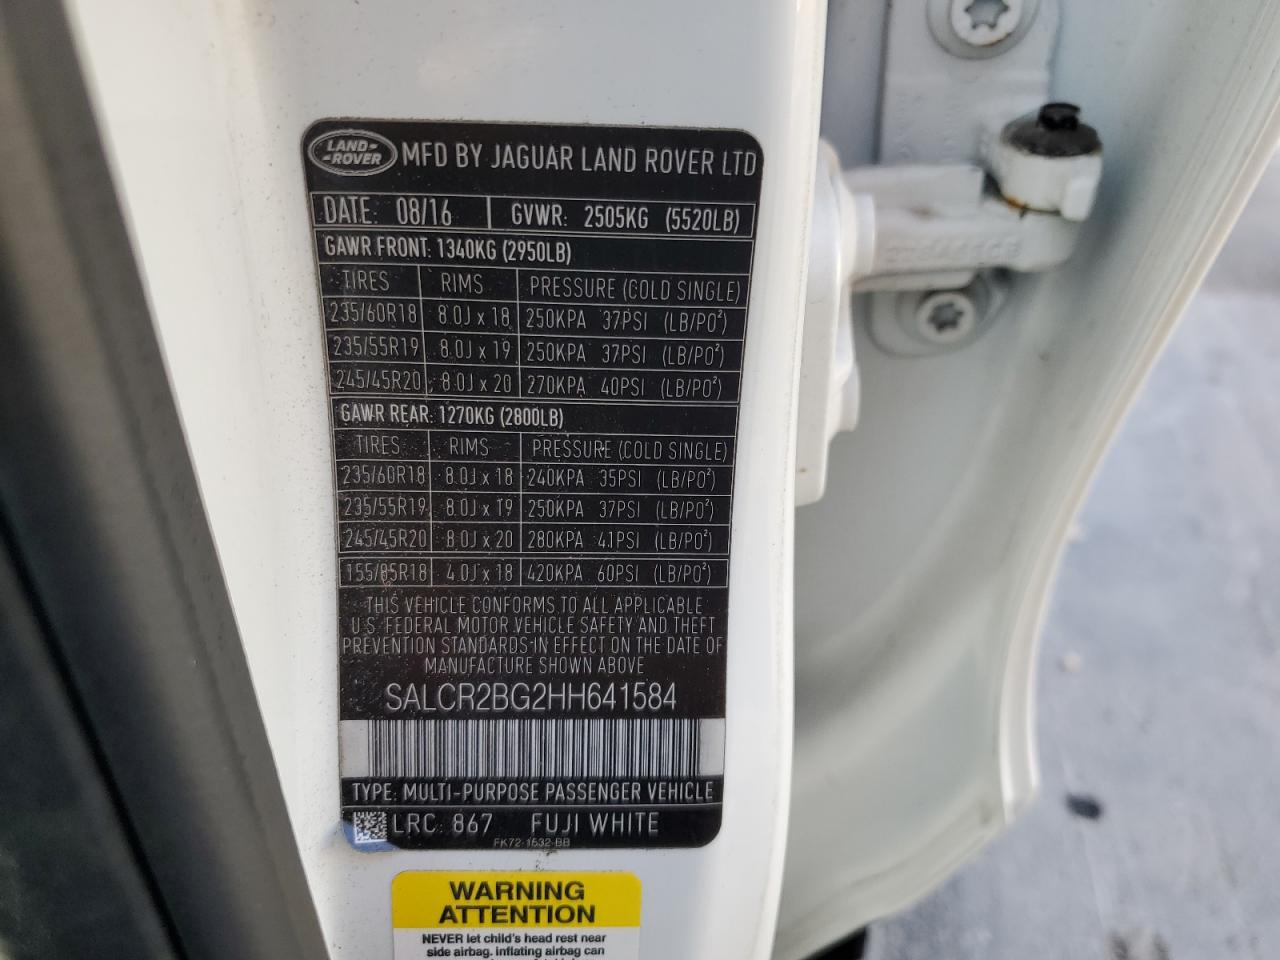 LAND-
-ROVER MFD BY JAGUAR LAND ROVER LTD
DATE: 08/16 GVWR: 2505KG (5520LB)
GAWR FRONT: 1340KG (2950LB)
TIRES RIMS PRESSURE (COLD SINGLE)
235/60R18 8.0J x 18 250KPA 37PSI (LB/PO²)
235/55R19 8.0J x 19 250KPA 37PSI (LB/PO²)
245/45R20 8.0J x 20 270KPA 40PSI (LB/PO²)
GAWR REAR: 1270KG (2800LB)
TIRES RIMS PRESSURE (COLD SINGLE)
235/60R18 8.0J x 18 240KPA 35PSI (LB/PO²)
235/55R19 8.0J x 19 250KPA 37PSI (LB/PO²)
245/45R20 8.0J x 20 280KPA 41PSI (LB/PO²)
155/85R18 4.0J x 18 420KPA 60PSI (LB/PO²)
THIS VEHICLE CONFORMS TO ALL APPLICABLE
U.S. FEDERAL MOTOR VEHICLE SAFETY AND THEFT
PREVENTION STANDARDS IN EFFECT ON THE DATE OF
MANUFACTURE SHOWN ABOVE
SALCR2BG2HH641584
TYPE: MULTI-PURPOSE PASSENGER VEHICLE
LRC: 867 FUJI WHITE
FK72-1532-BB
WARNING
ATTENTION
NEVER let child's head rest near
side airbag. inflating airbag can